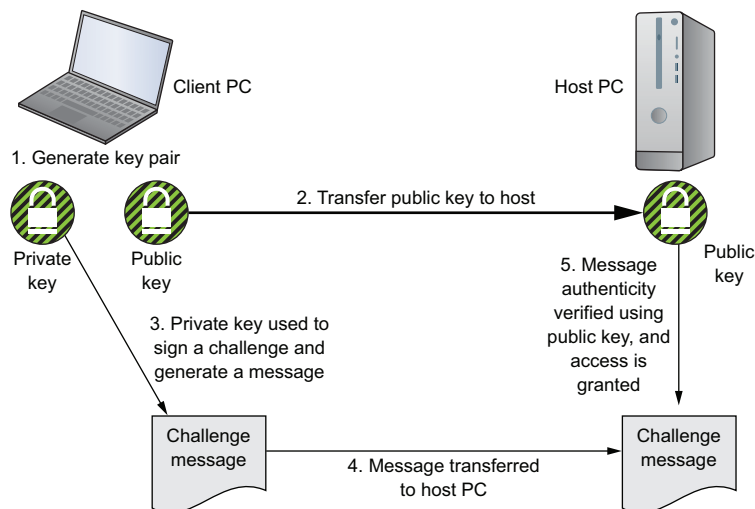 Client PC
Host PC
1. Generate key pair
2. Transfer public key to host
Private
key
Public
key
Public
key
3. Private key used to
sign a challenge and
generate a message
5. Message
authenticity
verified using
public key, and
access is
granted
Challenge
message
4. Message transferred
to host PC
Challenge
message